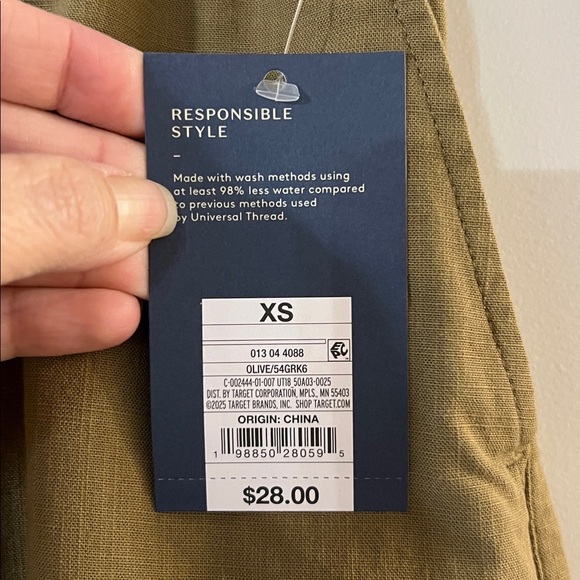 RESPONSIBLE
STYLE
–
Made with wash methods using
at least 98% less water compared
to previous methods used
by Universal Thread.
XS
013 04 4088
OLIVE/54GRK6
C-002444-01-007 UT18_50A03-0025
DIST. BY TARGET CORPORATION, MPLS., MN 55403
©2025 TARGET BRANDS, INC. SHOP TARGET.COM
ORIGIN: CHINA
1 98850 28059 5
$28.00